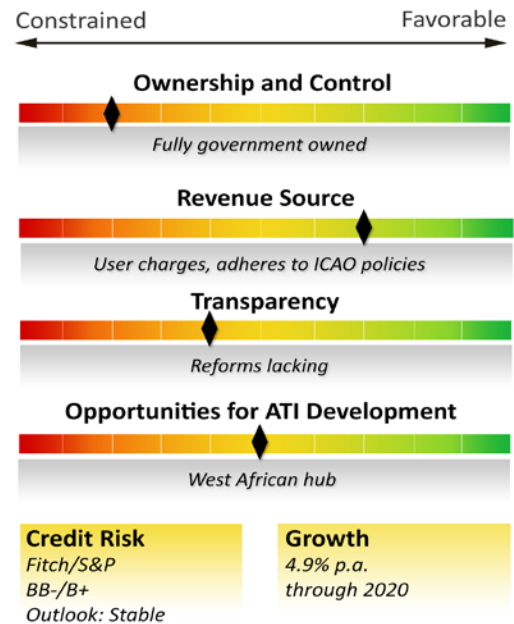 Constrained Favorable
Ownership and Control
Fully government owned
Revenue Source
User charges, adheres to ICAO policies
Transparency
Reforms lacking
Opportunities for ATI Development
West African hub
Credit Risk
Fitch/S&P
BB-/B+
Outlook: Stable
Growth
4.9% p.a.
through 2020